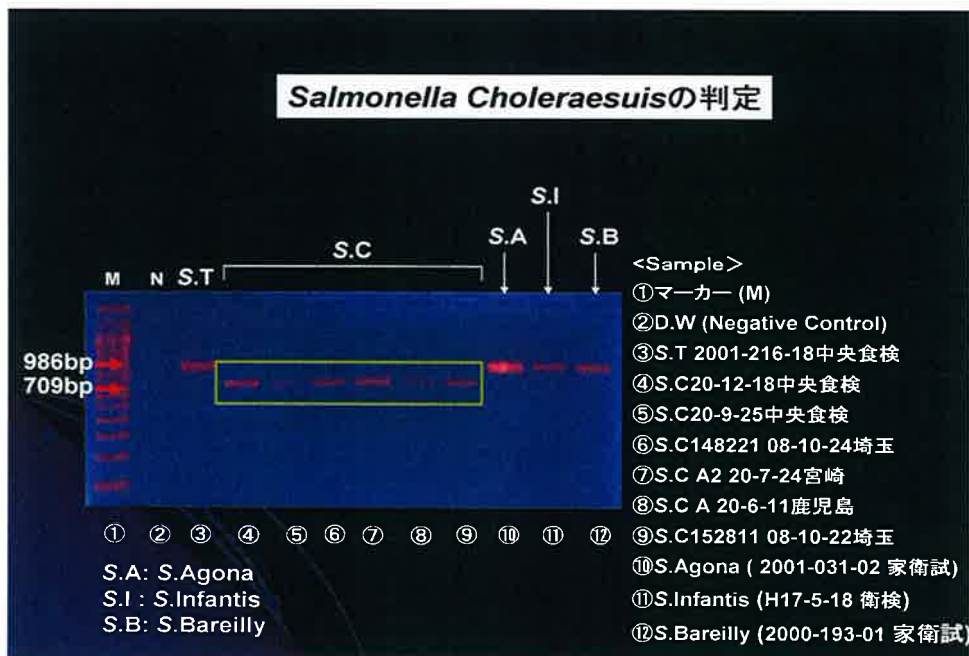 Salmonella Choleraesuisの判定
S.I
S.A
S.B
S.C
M
N
S.T
986bp
709bp
<Sample>
①マーカー (M)
②D.W (Negative Control)
③S.T 2001-216-18中央食検
④S.C20-12-18中央食検
⑤S.C20-9-25中央食検
⑥S.C148221 08-10-24埼玉
⑦S.C A2 20-7-24宮崎
⑧S.C A 20-6-11鹿児島
⑨S.C152811 08-10-22埼玉
⑩S.Agona ( 2001-031-02 家衛試)
⑪S.Infantis (H17-5-18 衛検)
⑫S.Bareilly (2000-193-01 家衛試)
① ② ③ ④ ⑤ ⑥ ⑦ ⑧ ⑨ ⑩ ⑪ ⑫
S.A: S.Agona
S.I : S.Infantis
S.B: S.Bareilly